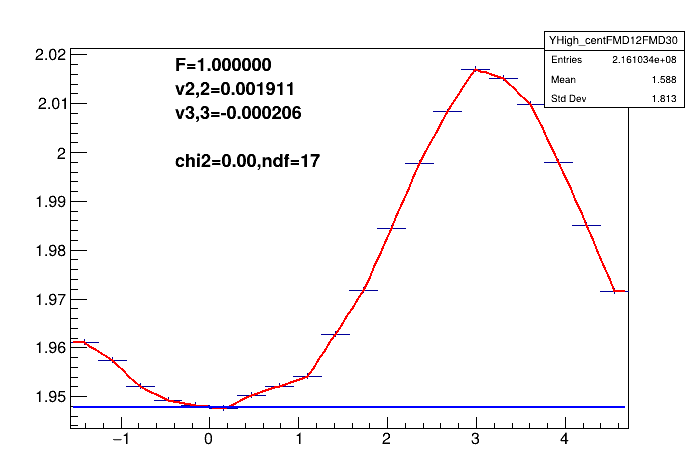 YHigh_centFMD12FMD30
Entries 2.161034e+08
Mean 1.588
Std Dev 1.813
F=1.000000
v2,2=0.001911
v3,3=-0.000206
chi2=0.00,ndf=17
2.02
2.01
2
1.99
1.98
1.97
1.96
1.95
−1 0 1 2 3 4